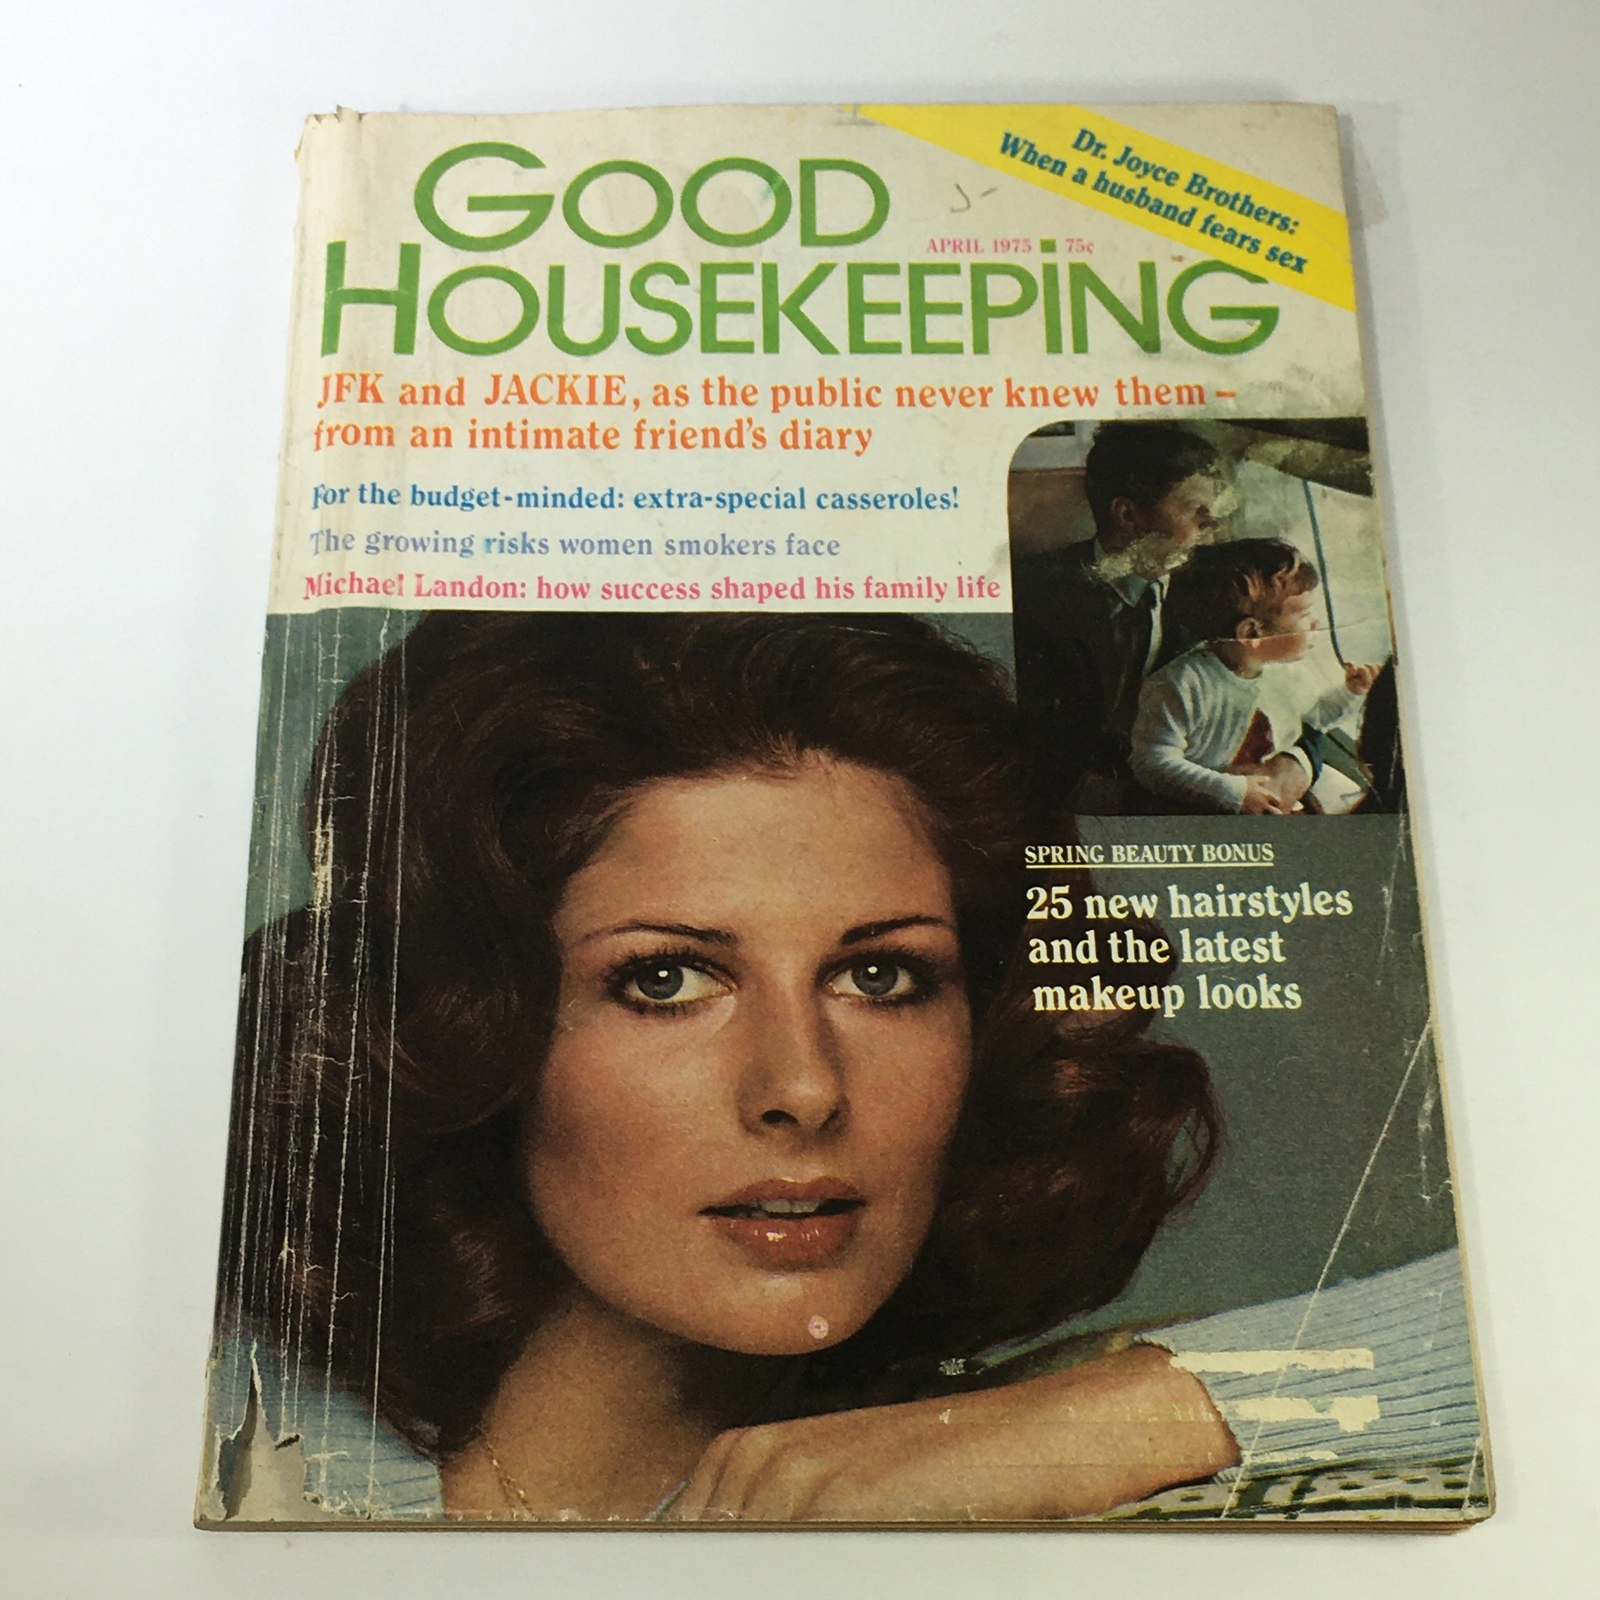 Dr. Joyce Brothers:
When a husband fears sex
GOOD
APRIL 1975 ■ 75¢
HOUSEKEEPING
JFK and JACKIE, as the public never knew them –
from an intimate friend's diary
For the budget-minded: extra-special casseroles!
The growing risks women smokers face
Michael Landon: how success shaped his family life
SPRING BEAUTY BONUS
25 new hairstyles
and the latest
makeup looks